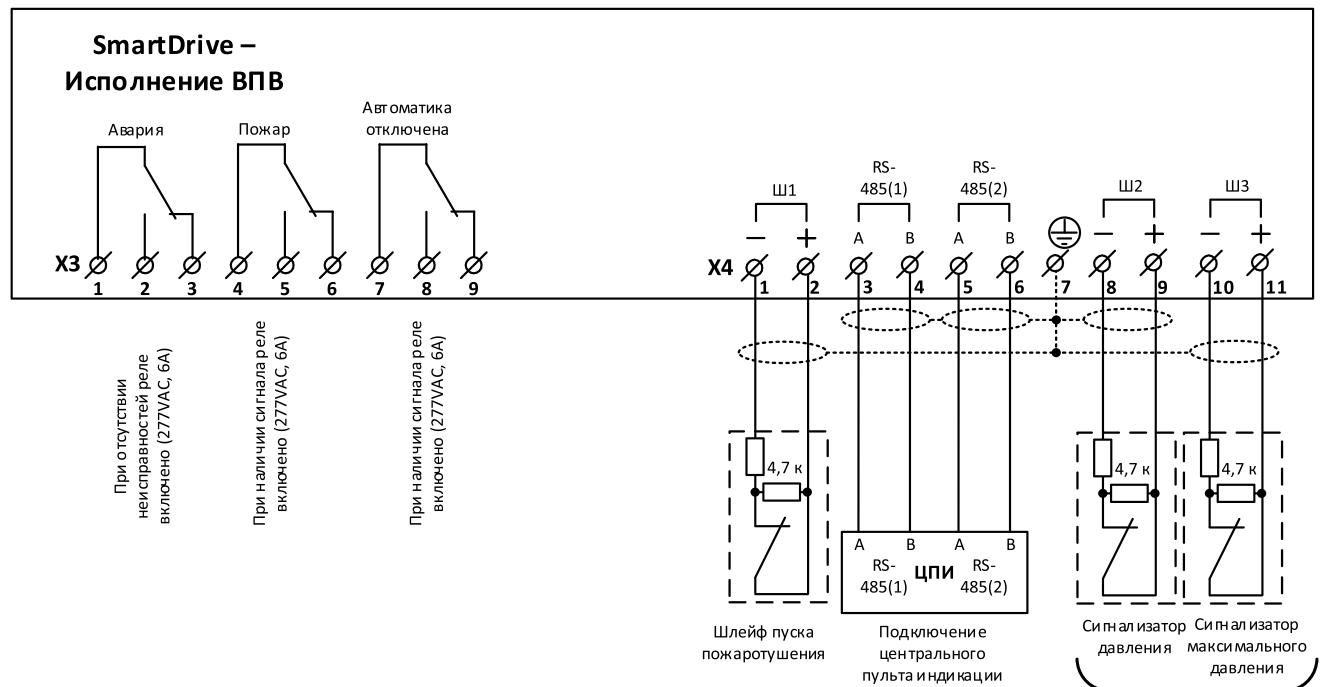 SmartDrive –
Исполнение ВПВ
Авария
Пожар
Автоматика
отключена
X3
1 2 3 4 5 6 7 8 9
При отсутствии
неисправностей реле
включено (277VAC, 6A)
При наличии сигнала реле
включено (277VAC, 6A)
При наличии сигнала реле
включено (277VAC, 6A)
Ш1
RS-
485(1)
RS-
485(2)
Ш2
Ш3
− +
A B
A B
− +
− +
X4
1 2 3 4 5 6 7 8 9 10 11
4,7 к
4,7 к
4,7 к
A B A B
RS-
485(1)
ЦПИ
RS-
485(2)
Шлейф пуска
пожаротушения
Подключение
центрального
пульта индикации
Сигнализатор
давления
Сигнализатор
максимального
давления